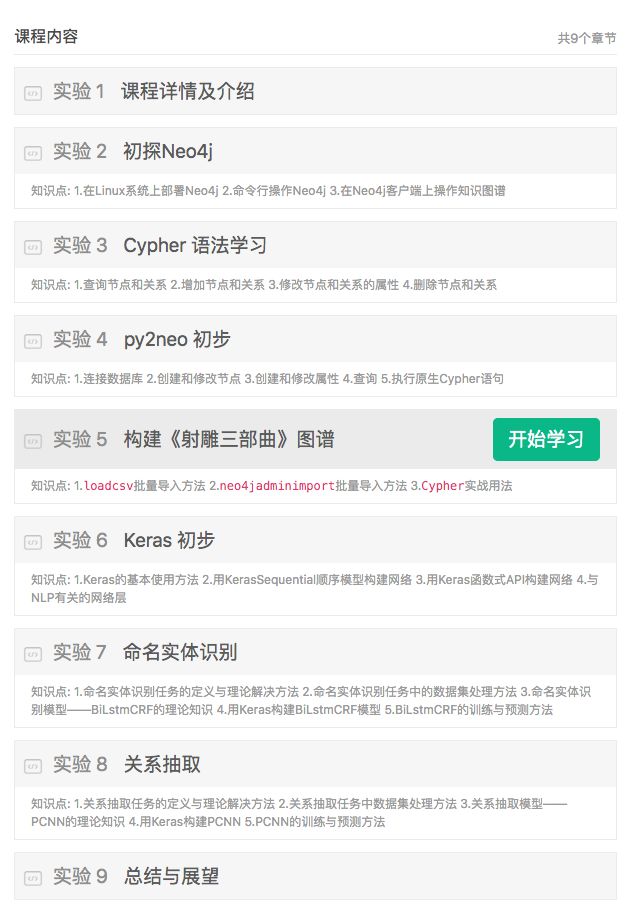 课程内容 共9个章节
实验 1 课程详情及介绍
实验 2 初探Neo4j
知识点: 1.在Linux系统上部署Neo4j 2.命令行操作Neo4j 3.在Neo4j客户端上操作知识图谱
实验 3 Cypher 语法学习
知识点: 1.查询节点和关系 2.增加节点和关系 3.修改节点和关系的属性 4.删除节点和关系
实验 4 py2neo 初步
知识点: 1.连接数据库 2.创建和修改节点 3.创建和修改属性 4.查询 5.执行原生Cypher语句
实验 5 构建《射雕三部曲》图谱 开始学习
知识点: 1.loadcsv批量导入方法 2.neo4jadminimport批量导入方法 3.Cypher实战用法
实验 6 Keras 初步
知识点: 1.Keras的基本使用方法 2.用KerasSequential顺序模型构建网络 3.用Keras函数式API构建网络 4.与
NLP有关的网络层
实验 7 命名实体识别
知识点: 1.命名实体识别任务的定义与理论解决方法 2.命名实体识别任务中的数据集处理方法 3.命名实体识
别模型——BiLstmCRF的理论知识 4.用Keras构建BiLstmCRF模型 5.BiLstmCRF的训练与预测方法
实验 8 关系抽取
知识点: 1.关系抽取任务的定义与理论解决方法 2.关系抽取任务中数据集处理方法 3.关系抽取模型——
PCNN的理论知识 4.用Keras构建PCNN 5.PCNN的训练与预测方法
实验 9 总结与展望